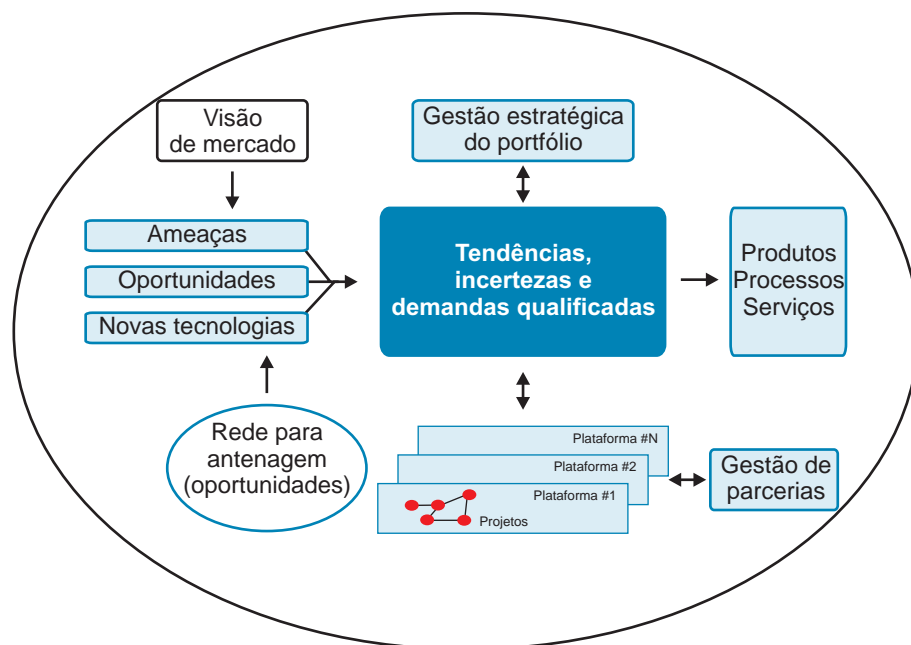 Visão
de mercado
Gestão estratégica
do portfólio
Ameaças
Oportunidades
Novas tecnologias
Tendências,
incertezas e
demandas qualificadas
Produtos
Processos
Serviços
Rede para
antenagem
(oportunidades)
Plataforma #N
Plataforma #2
Plataforma #1
Projetos
Gestão de
parcerias